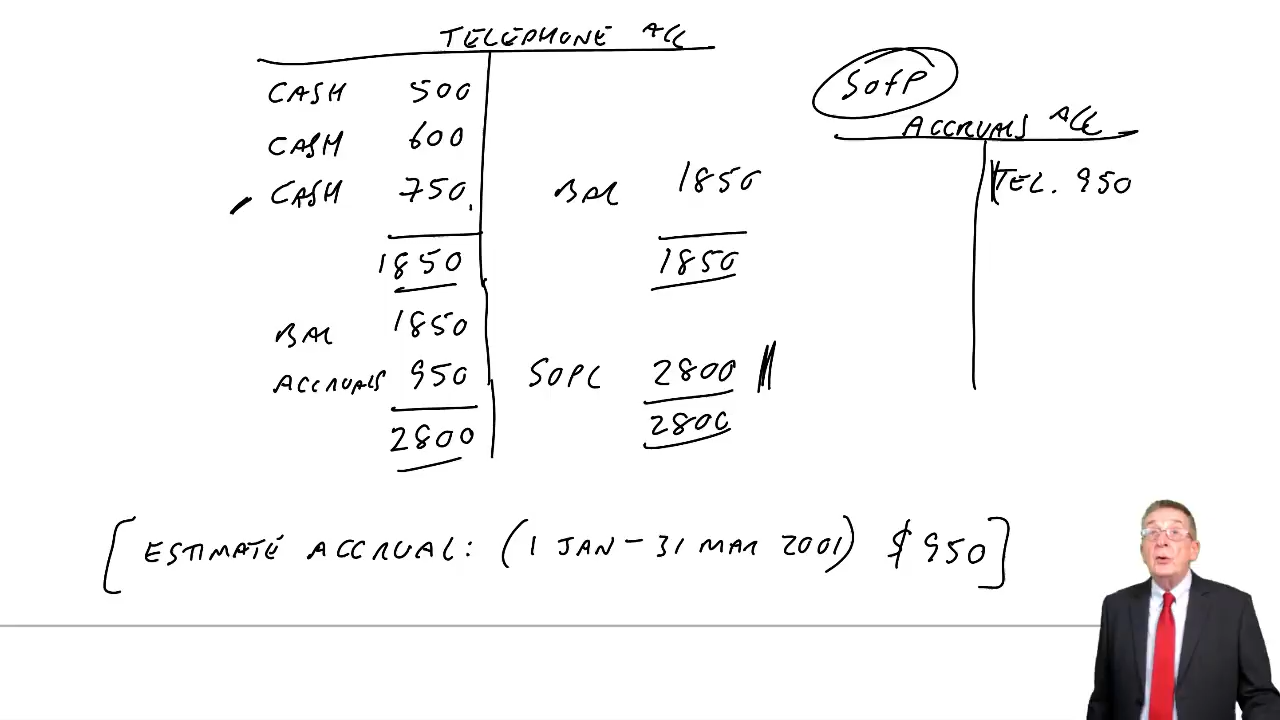 TELEPHONE A/C
CASH 500
CASH 600
CASH 750 BAL 1850
1850 1850
BAL 1850
ACCRUALS 950 SOPL 2800
2800 2800
SofP
ACCRUALS A/C
TEL. 950
[ESTIMATE ACCRUAL: (1 JAN - 31 MAR 2001) $950]